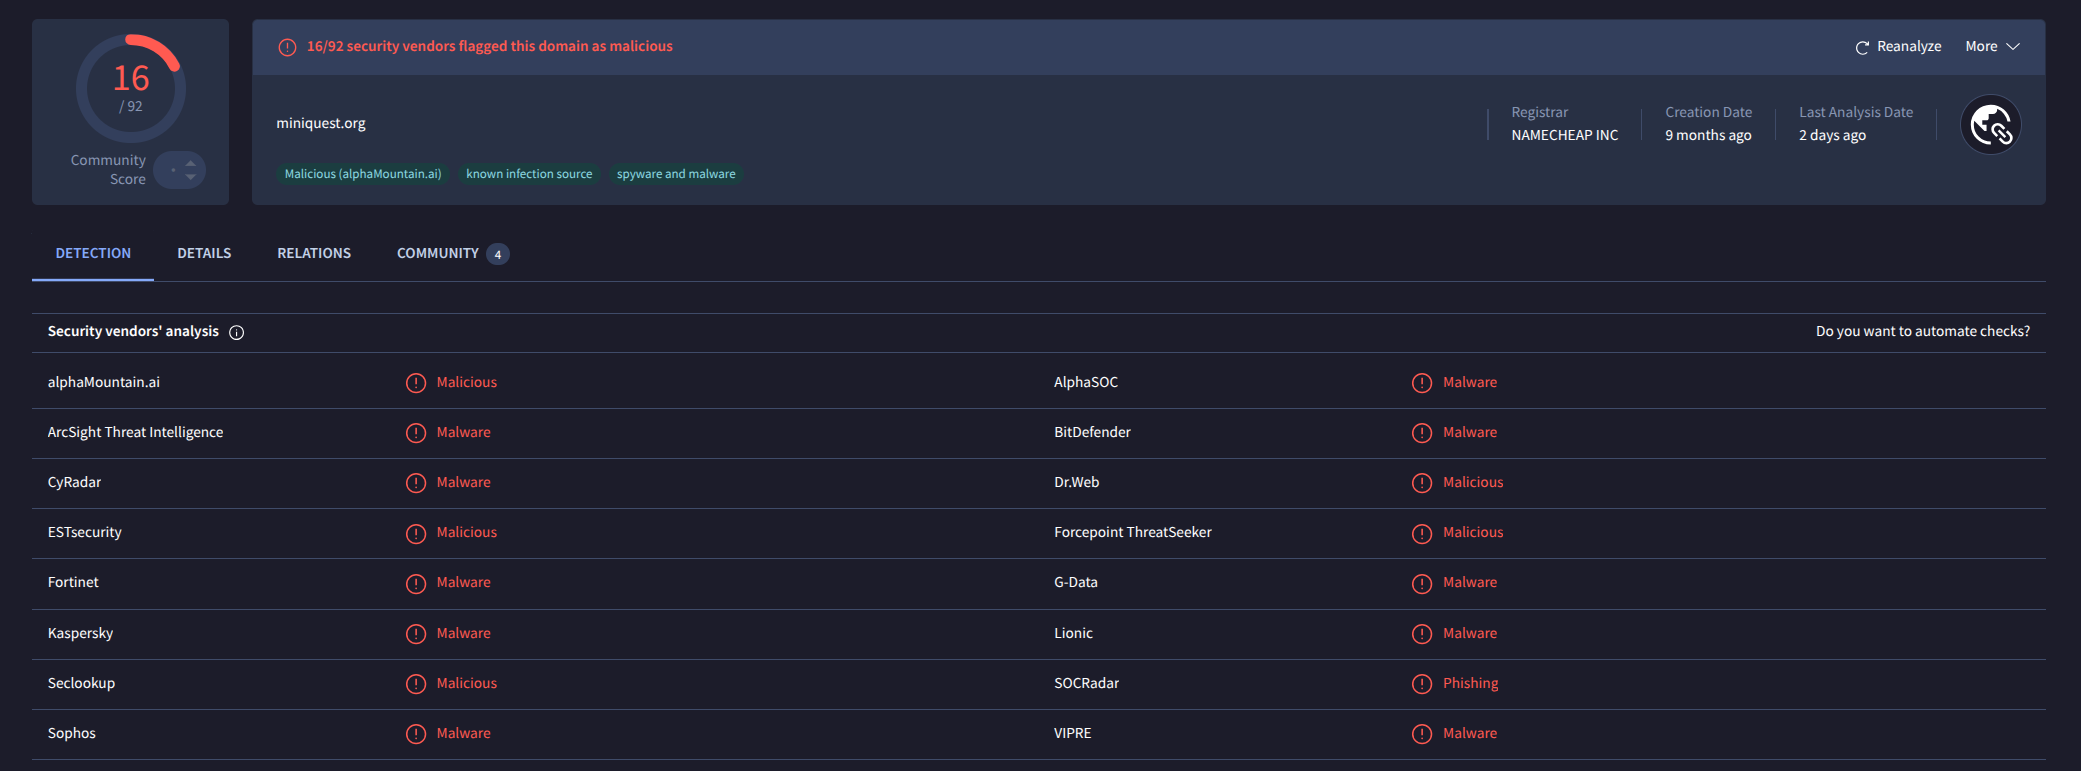 16
/ 92
Community
Score
16/92 security vendors flagged this domain as malicious
Reanalyze
More
miniquest.org
Registrar
NAMECHEAP INC
Creation Date
9 months ago
Last Analysis Date
2 days ago
Malicious (alphaMountain.ai)
known infection source
spyware and malware
DETECTION
DETAILS
RELATIONS
COMMUNITY 4
Security vendors' analysis
Do you want to automate checks?
alphaMountain.ai Malicious AlphaSOC Malware
ArcSight Threat Intelligence Malware BitDefender Malware
CyRadar Malware Dr.Web Malicious
ESTsecurity Malicious Forcepoint ThreatSeeker Malicious
Fortinet Malware G-Data Malware
Kaspersky Malware Lionic Malware
Seclookup Malicious SOCRadar Phishing
Sophos Malware VIPRE Malware